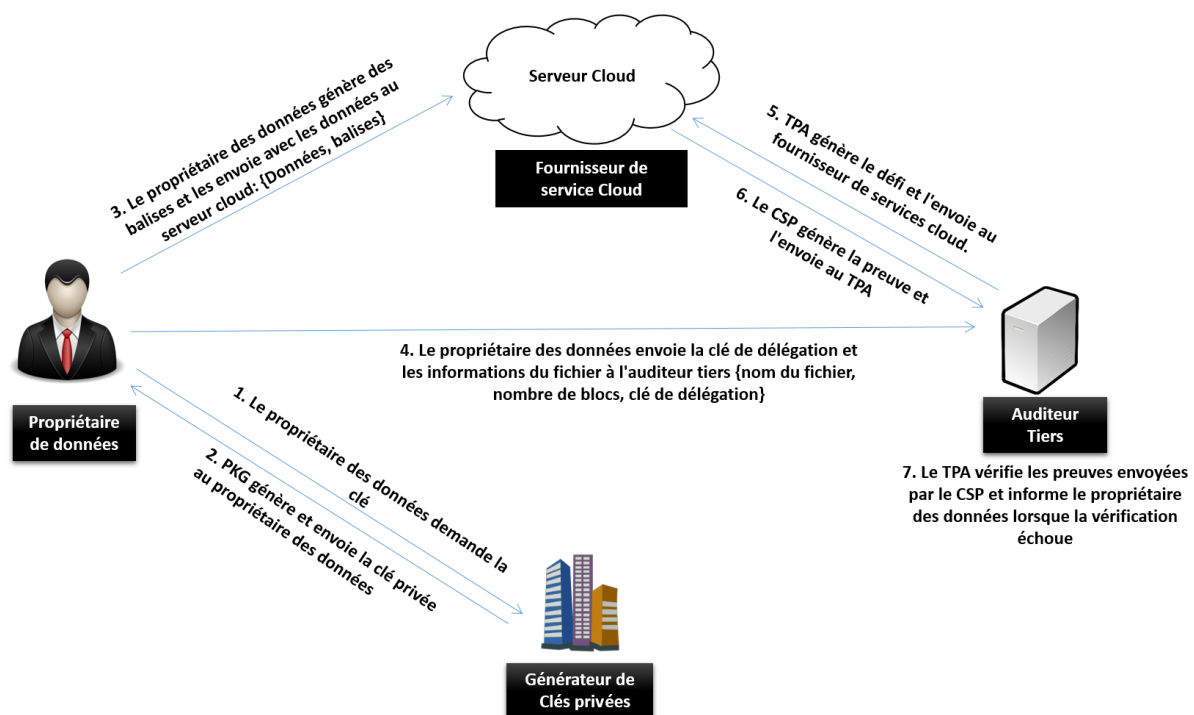 Serveur Cloud
Fournisseur de
service Cloud
3. Le propriétaire des données génère des
balises et les envoie avec les données au
serveur cloud: {Données, balises}
5. TPA génère le défi et l'envoie au
fournisseur de services cloud.
6. Le CSP génère la preuve et
l'envoie au TPA
4. Le propriétaire des données envoie la clé de délégation et
les informations du fichier à l'auditeur tiers {nom du fichier,
nombre de blocs, clé de délégation}
Propriétaire
de données
Auditeur
Tiers
1. Le propriétaire des données demande la
clé
2. PKG génère et envoie la clé privée
au propriétaire des données
7. Le TPA vérifie les preuves envoyées
par le CSP et informe le propriétaire
des données lorsque la vérification
échoue
Générateur de
Clés privées